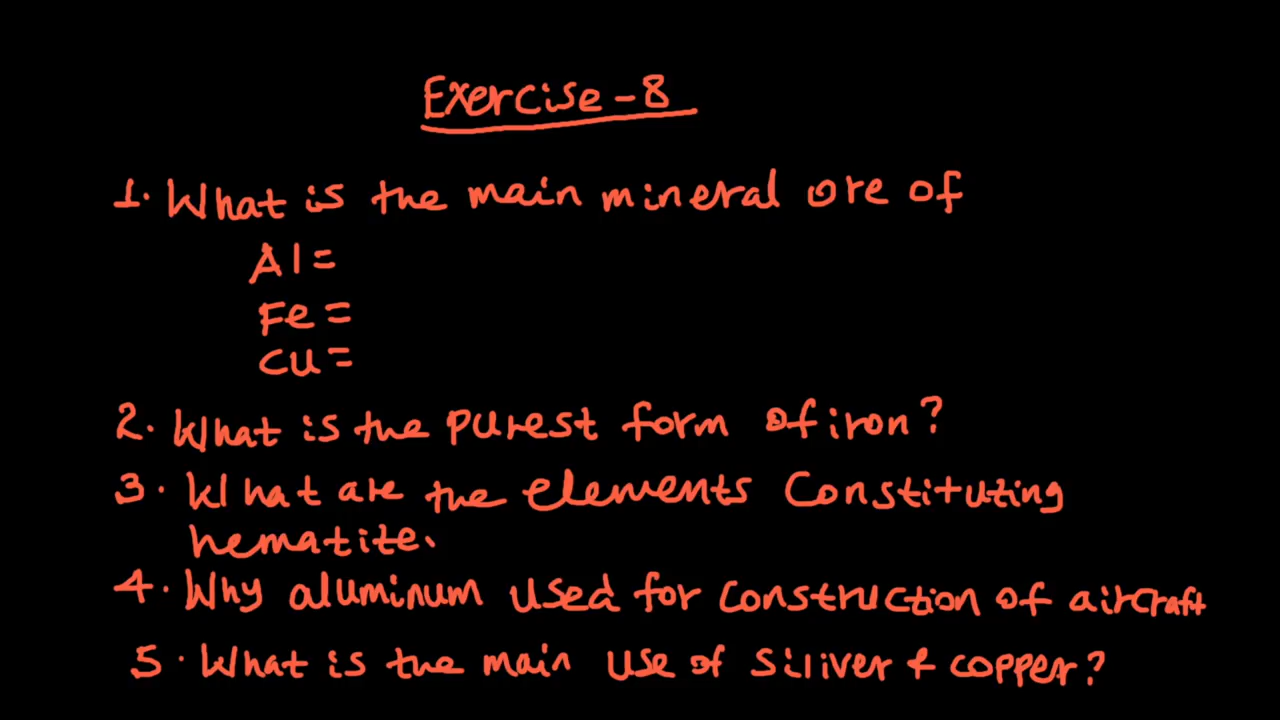 Exercise-8
1. What is the main mineral ore of
Al=
Fe=
Cu=
2. What is the purest form of iron?
3. What are the elements constituting
hematite.
4. Why aluminum used for construction of aircraft
5. What is the main use of siliver & copper?